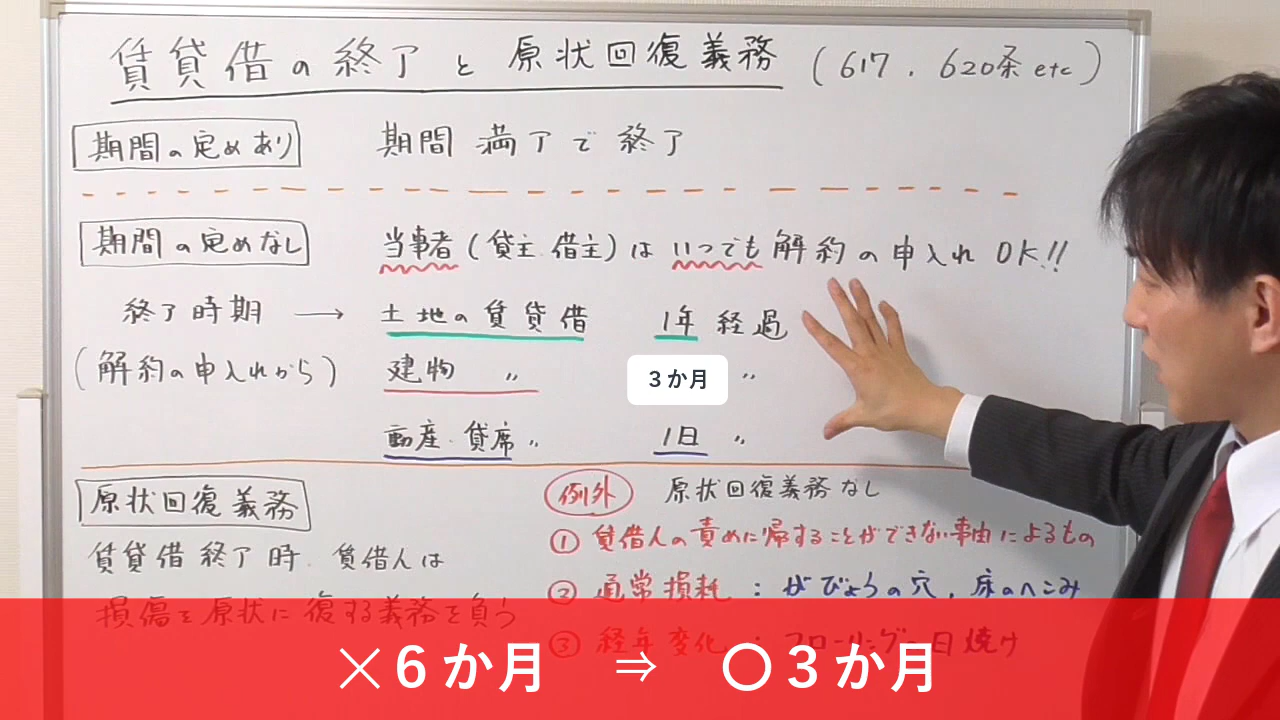 賃貸借の終了と原状回復義務 (617. 620条 etc)
期間の定めあり 期間満了で終了
期間の定めなし 当事者(貸主.借主)は いつでも解約の申入れ OK!!
終了時期 → 土地の賃貸借 1年 経過
(解約の申入れから) 建物 〃 3か月 〃
動産.貸席 〃 1日 〃
原状回復義務 例外 原状回復義務なし
賃貸借終了時.賃借人は ① 賃借人の責めに帰することができない事由によるもの
② 通常損耗 : がびょうの穴、床のへこみ
損傷を原状に復する義務を負う
③ 経年変化 : フローリング日焼け
×6か月 ⇒ 〇3か月